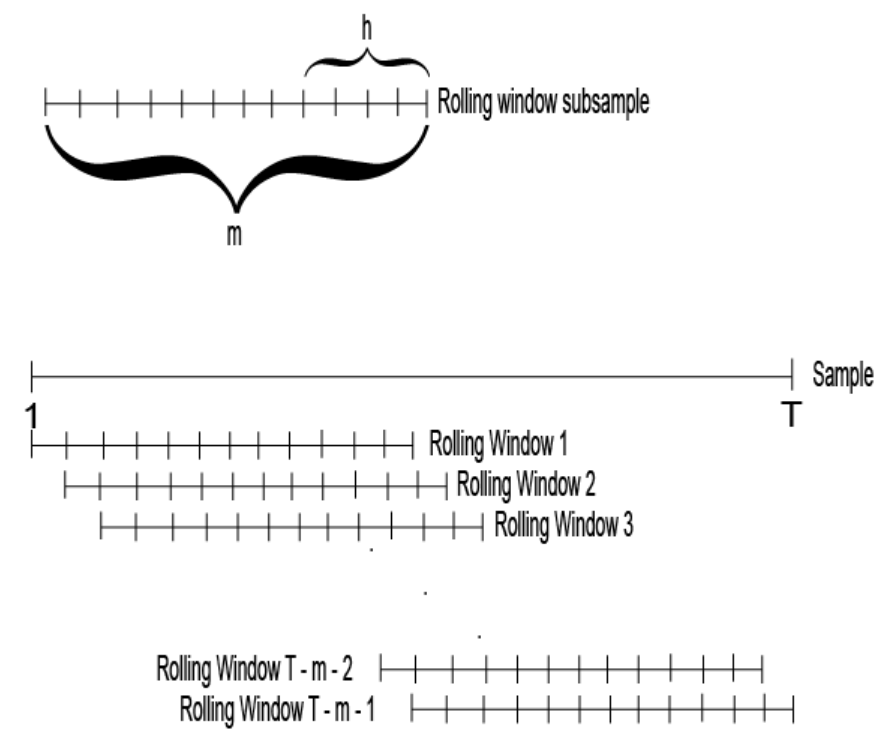 h
Rolling window subsample
m
Sample
1
T
Rolling Window 1
Rolling Window 2
Rolling Window 3
Rolling Window T - m - 2
Rolling Window T - m - 1